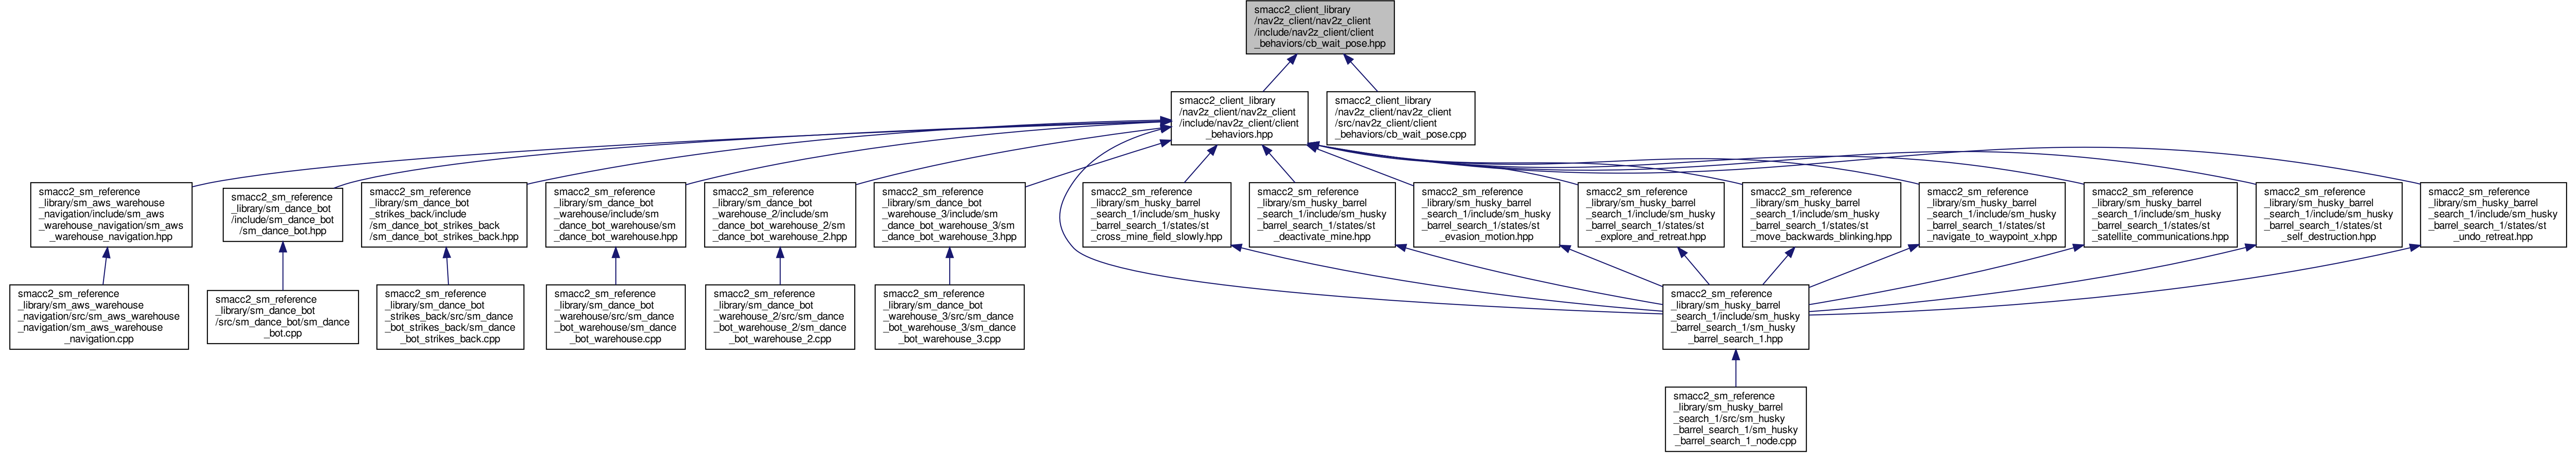 smacc2_client_library
/nav2z_client/nav2z_client
/include/nav2z_client/client
_behaviors/cb_wait_pose.hpp
smacc2_client_library
/nav2z_client/nav2z_client
/include/nav2z_client/client
_behaviors.hpp
smacc2_client_library
/nav2z_client/nav2z_client
/src/nav2z_client/client
_behaviors/cb_wait_pose.cpp
smacc2_sm_reference
_library/sm_aws_warehouse
_navigation/include/sm_aws
_warehouse_navigation/sm_aws
_warehouse_navigation.hpp
smacc2_sm_reference
_library/sm_dance_bot
/include/sm_dance_bot
/sm_dance_bot.hpp
smacc2_sm_reference
_library/sm_dance_bot
_strikes_back/include
/sm_dance_bot_strikes_back
/sm_dance_bot_strikes_back.hpp
smacc2_sm_reference
_library/sm_dance_bot
_warehouse/include/sm
_dance_bot_warehouse/sm
_dance_bot_warehouse.hpp
smacc2_sm_reference
_library/sm_dance_bot
_warehouse_2/include/sm
_dance_bot_warehouse_2/sm
_dance_bot_warehouse_2.hpp
smacc2_sm_reference
_library/sm_dance_bot
_warehouse_3/include/sm
_dance_bot_warehouse_3/sm
_dance_bot_warehouse_3.hpp
smacc2_sm_reference
_library/sm_husky_barrel
_search_1/include/sm_husky
_barrel_search_1/states/st
_cross_mine_field_slowly.hpp
smacc2_sm_reference
_library/sm_husky_barrel
_search_1/include/sm_husky
_barrel_search_1/states/st
_deactivate_mine.hpp
smacc2_sm_reference
_library/sm_husky_barrel
_search_1/include/sm_husky
_barrel_search_1/states/st
_evasion_motion.hpp
smacc2_sm_reference
_library/sm_husky_barrel
_search_1/include/sm_husky
_barrel_search_1/states/st
_explore_and_retreat.hpp
smacc2_sm_reference
_library/sm_husky_barrel
_search_1/include/sm_husky
_barrel_search_1/states/st
_move_backwards_blinking.hpp
smacc2_sm_reference
_library/sm_husky_barrel
_search_1/include/sm_husky
_barrel_search_1/states/st
_navigate_to_waypoint_x.hpp
smacc2_sm_reference
_library/sm_husky_barrel
_search_1/include/sm_husky
_barrel_search_1/states/st
_satellite_communications.hpp
smacc2_sm_reference
_library/sm_husky_barrel
_search_1/include/sm_husky
_barrel_search_1/states/st
_self_destruction.hpp
smacc2_sm_reference
_library/sm_husky_barrel
_search_1/include/sm_husky
_barrel_search_1/states/st
_undo_retreat.hpp
smacc2_sm_reference
_library/sm_aws_warehouse
_navigation/src/sm_aws_warehouse
_navigation/sm_aws_warehouse
_navigation.cpp
smacc2_sm_reference
_library/sm_dance_bot
/src/sm_dance_bot/sm_dance
_bot.cpp
smacc2_sm_reference
_library/sm_dance_bot
_strikes_back/src/sm_dance
_bot_strikes_back/sm_dance
_bot_strikes_back.cpp
smacc2_sm_reference
_library/sm_dance_bot
_warehouse/src/sm_dance
_bot_warehouse/sm_dance
_bot_warehouse.cpp
smacc2_sm_reference
_library/sm_dance_bot
_warehouse_2/src/sm_dance
_bot_warehouse_2/sm_dance
_bot_warehouse_2.cpp
smacc2_sm_reference
_library/sm_dance_bot
_warehouse_3/src/sm_dance
_bot_warehouse_3/sm_dance
_bot_warehouse_3.cpp
smacc2_sm_reference
_library/sm_husky_barrel
_search_1/include/sm_husky
_barrel_search_1/sm_husky
_barrel_search_1.hpp
smacc2_sm_reference
_library/sm_husky_barrel
_search_1/src/sm_husky
_barrel_search_1/sm_husky
_barrel_search_1_node.cpp